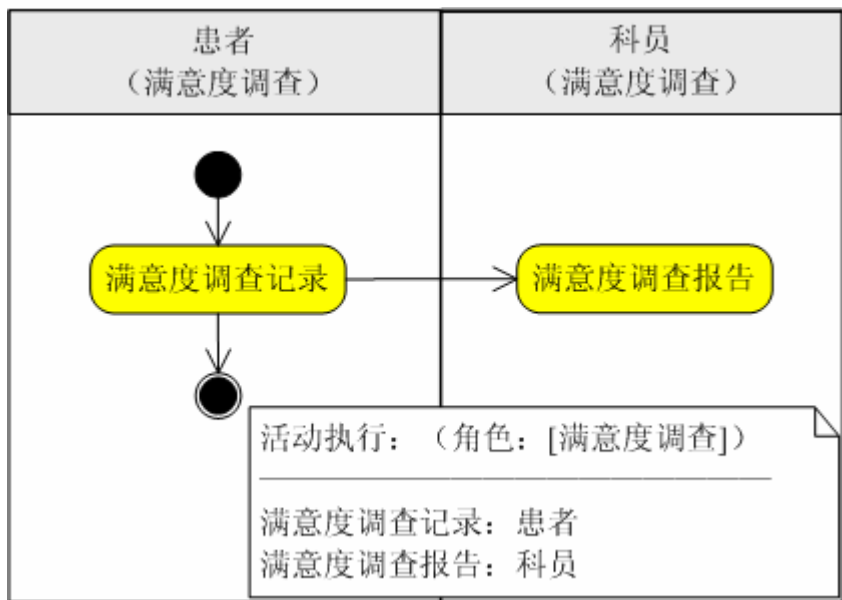 患者
（满意度调查）
科员
（满意度调查）
满意度调查记录
满意度调查报告
活动执行：（角色：[满意度调查]）
满意度调查记录：患者
满意度调查报告：科员